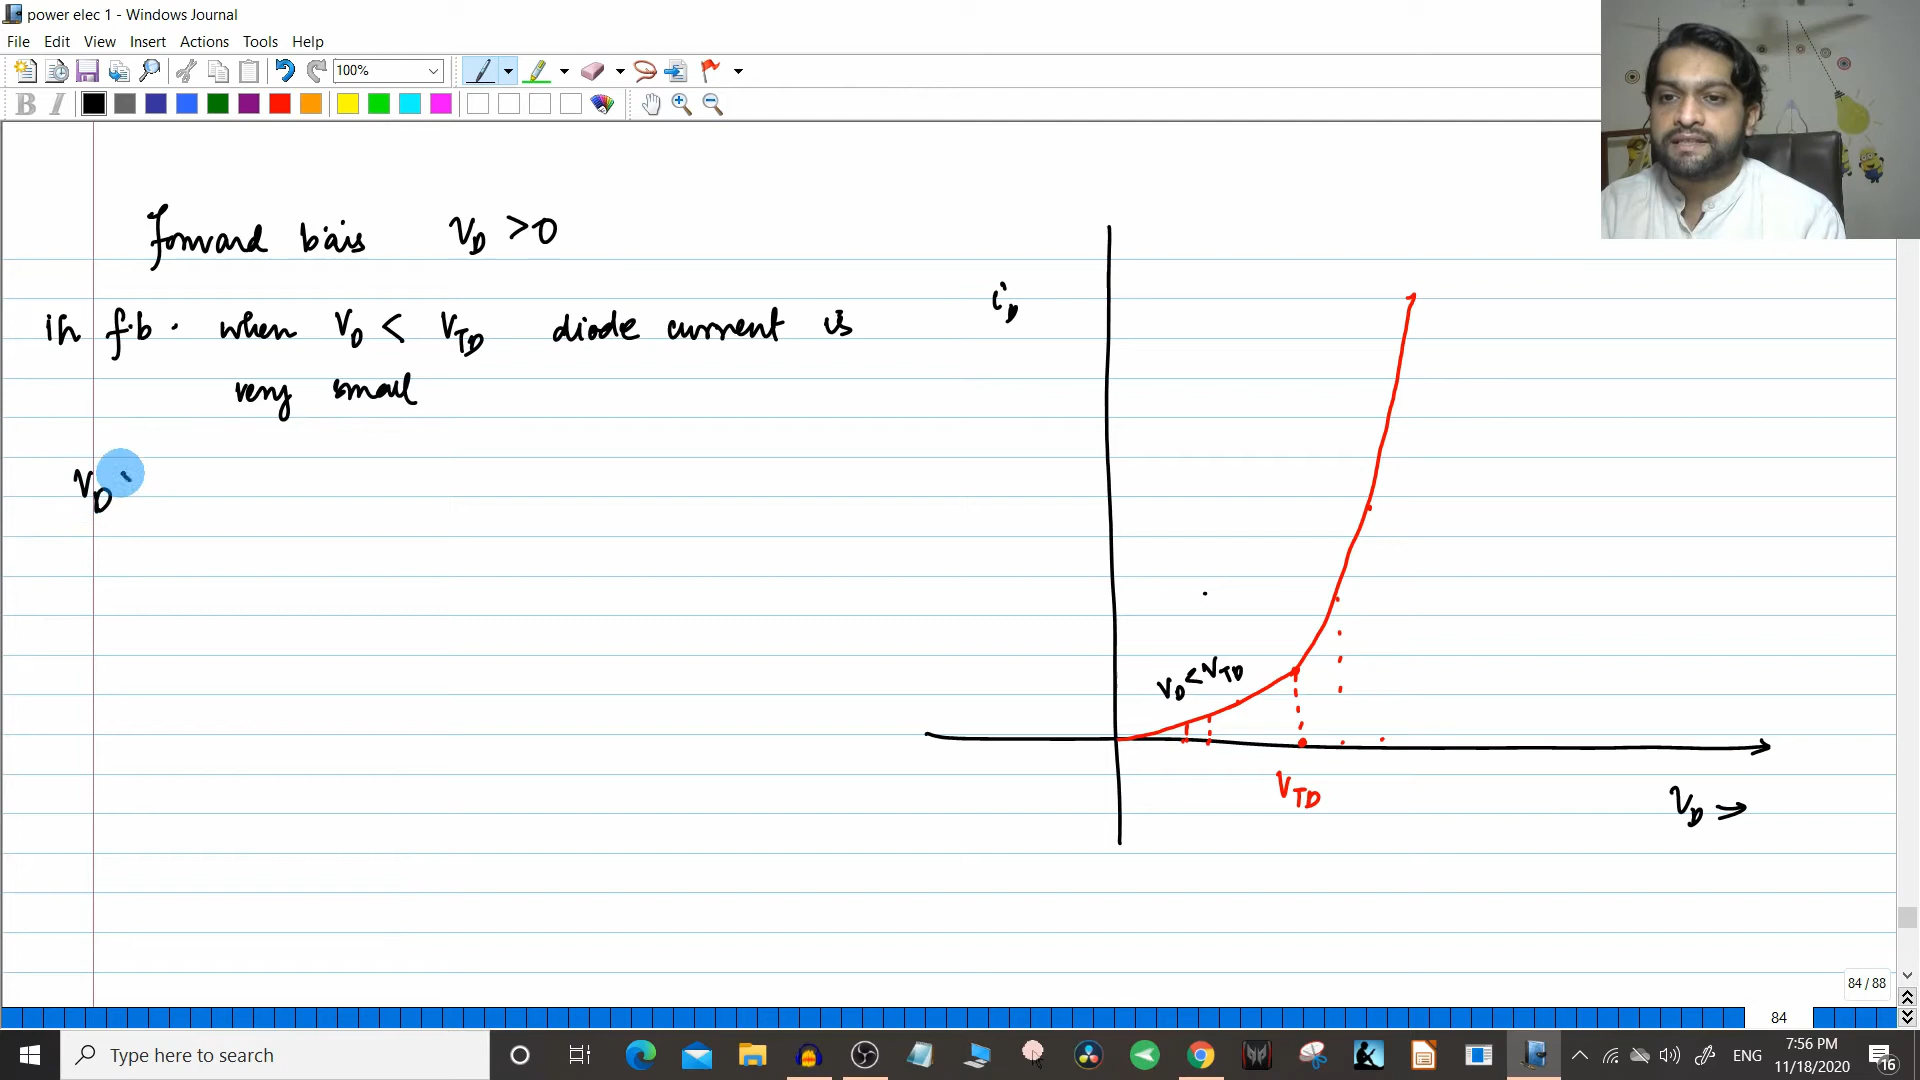 power elec 1 - Windows Journal
File Edit View Insert Actions Tools Help
100%
B I
Forward bais V_D >0
in f.b. when V_D < V_TD diode current is
very small
V_D
i_D
V_D < V_TD
V_TD
V_D →
84 / 88
84
Type here to search
ENG
7:56 PM
11/18/2020
16